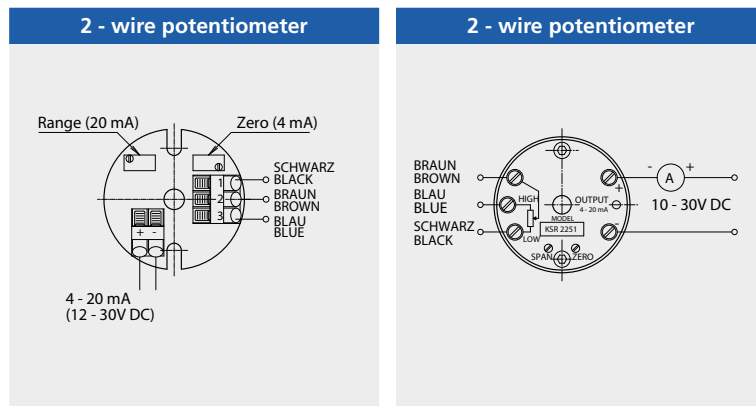 2 - wire potentiometer
Range (20 mA)
Zero (4 mA)
1
2
3
SCHWARZ
BLACK
BRAUN
BROWN
BLAU
BLUE
+ -
4 - 20 mA
(12 - 30V DC)
2 - wire potentiometer
BRAUN
BROWN
BLAU
BLUE
SCHWARZ
BLACK
HIGH
LOW
OUTPUT
4 - 20 mA
MODEL
KSR 2251
SPAN
ZERO
+
-
- A +
10 - 30V DC